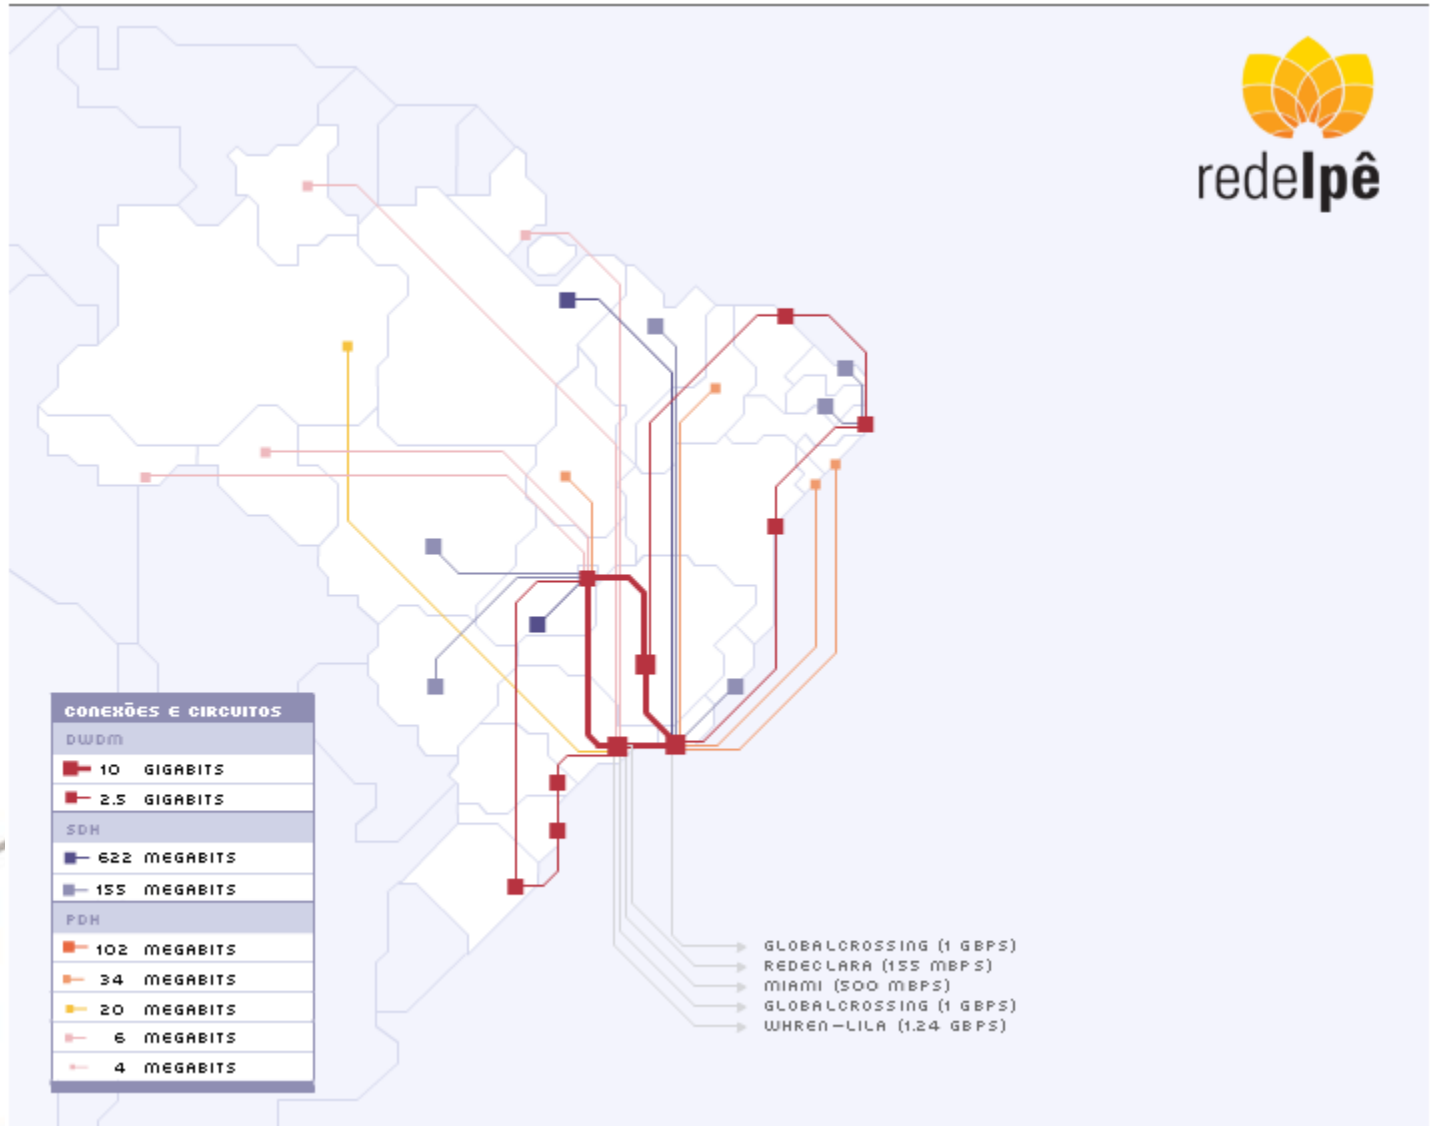 redeIpê
CONEXÕES E CIRCUITOS
DWDM
10 GIGABITS
2.5 GIGABITS
SDH
622 MEGABITS
155 MEGABITS
PDH
102 MEGABITS
34 MEGABITS
20 MEGABITS
6 MEGABITS
4 MEGABITS
GLOBALCROSSING (1 GBPS)
REDECLARA (155 MBPS)
MIAMI (500 MBPS)
GLOBALCROSSING (1 GBPS)
WHREN-LILA (1.24 GBPS)